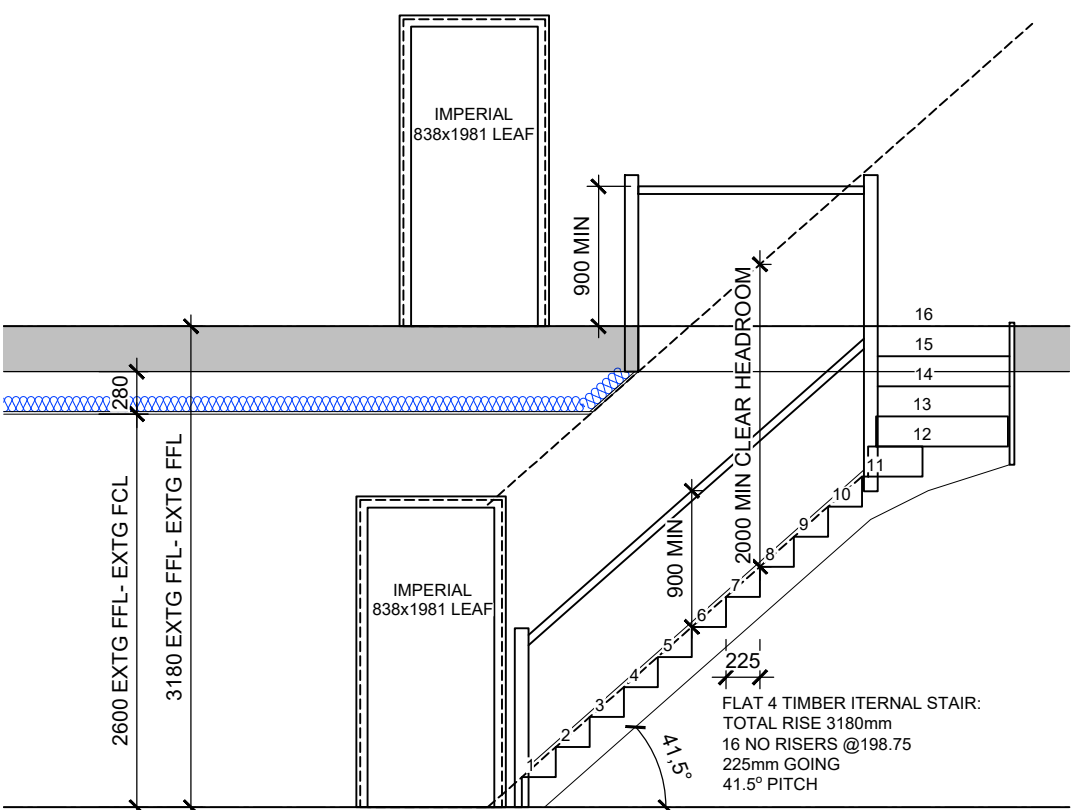 IMPERIAL
838x1981 LEAF
900 MIN
2000 MIN CLEAR HEADROOM
16
15
14
13
12
11
10
9
8
7
6
5
4
3
2
1
280
2600 EXTG FFL- EXTG FCL
3180 EXTG FFL- EXTG FFL
IMPERIAL
838x1981 LEAF
900 MIN
225
41,5°
FLAT 4 TIMBER ITERNAL STAIR:
TOTAL RISE 3180mm
16 NO RISERS @198.75
225mm GOING
41.5º PITCH